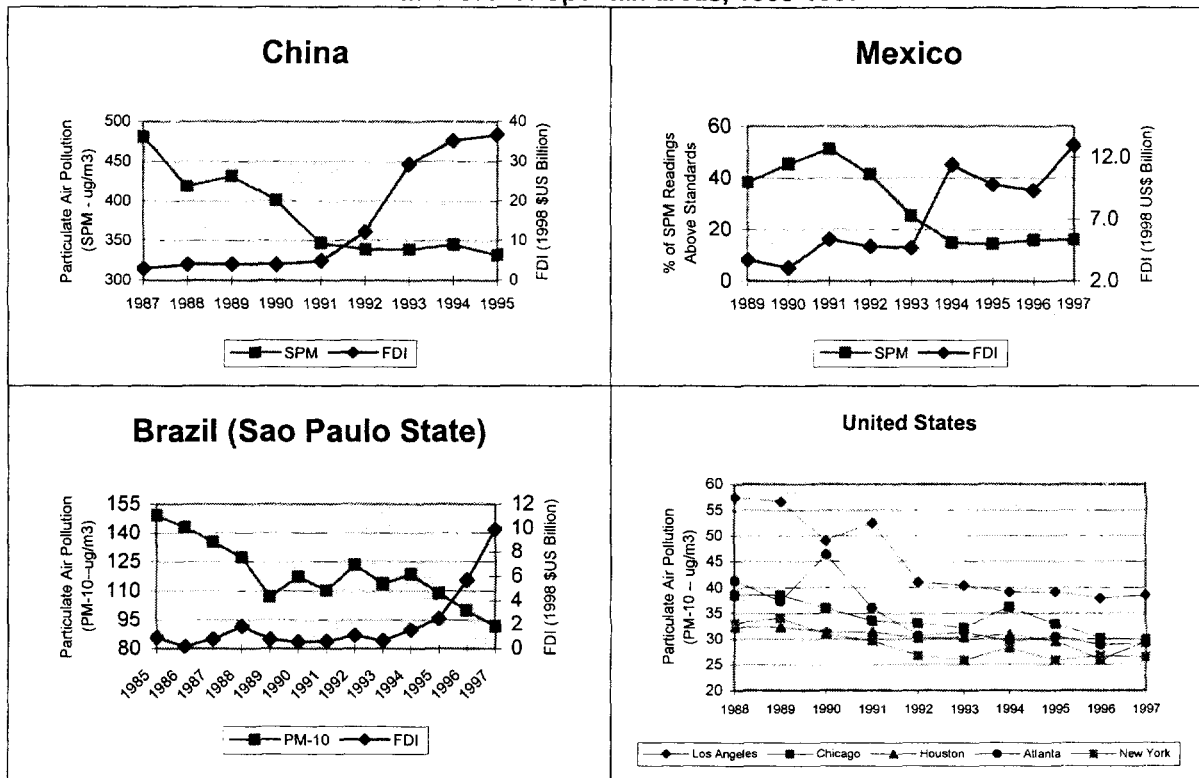 areas, 1985-1997
China
Particulate Air Pollution
(SPM - ug/m3)
500
450
400
350
300
40
30
20
10
0
FDI (1998 $US Billion)
1987 1988 1989 1990 1991 1992 1993 1994 1995
SPM FDI
Mexico
% of SPM Readings
Above Standards
60
40
20
0
12.0
7.0
2.0
FDI (1998 US$ Billion)
1989 1990 1991 1992 1993 1994 1995 1996 1997
SPM FDI
Brazil (Sao Paulo State)
Particulate Air Pollution
(PM-10--ug/m3)
155
140
125
110
95
80
12
10
8
6
4
2
0
FDI (1998 $US Billion)
1985 1986 1987 1988 1989 1990 1991 1992 1993 1994 1995 1996 1997
PM-10 FDI
United States
Particulate Air Pollution
(PM-10 – ug/m3)
60
55
50
45
40
35
30
25
20
1988 1989 1990 1991 1992 1993 1994 1995 1996 1997
Los Angeles Chicago Houston Atlanta New York